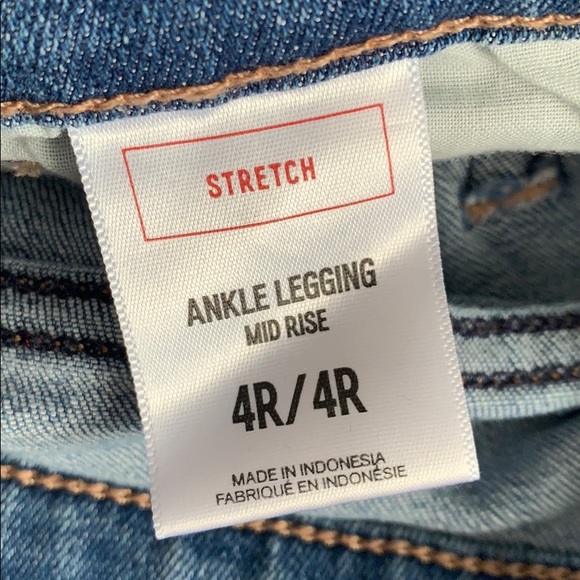 STRETCH
ANKLE LEGGING
MID RISE
4R/4R
MADE IN INDONESIA
FABRIQUÉ EN INDONÉSIE